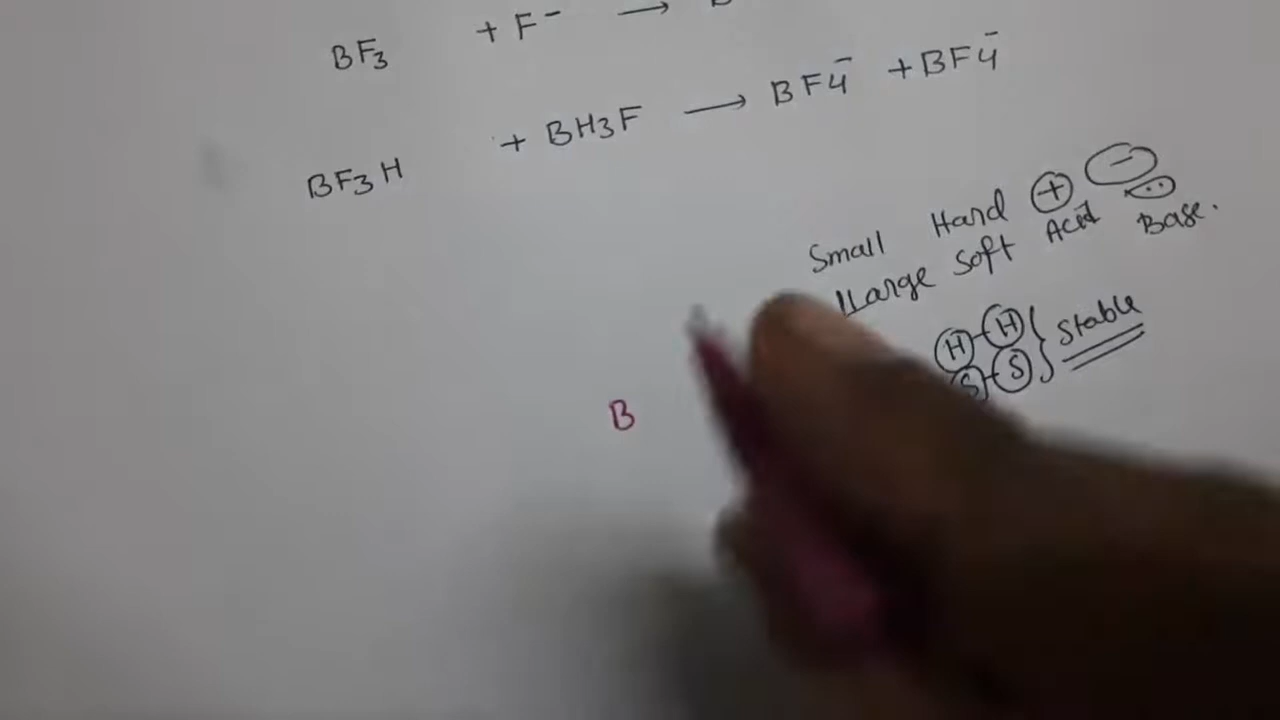 BF3 + F⁻ →
BF3H + BH3F → BF4⁻ + BF4⁻
Small Hard + −
Large Soft Acid Base.
H-H
S-S } Stable
B